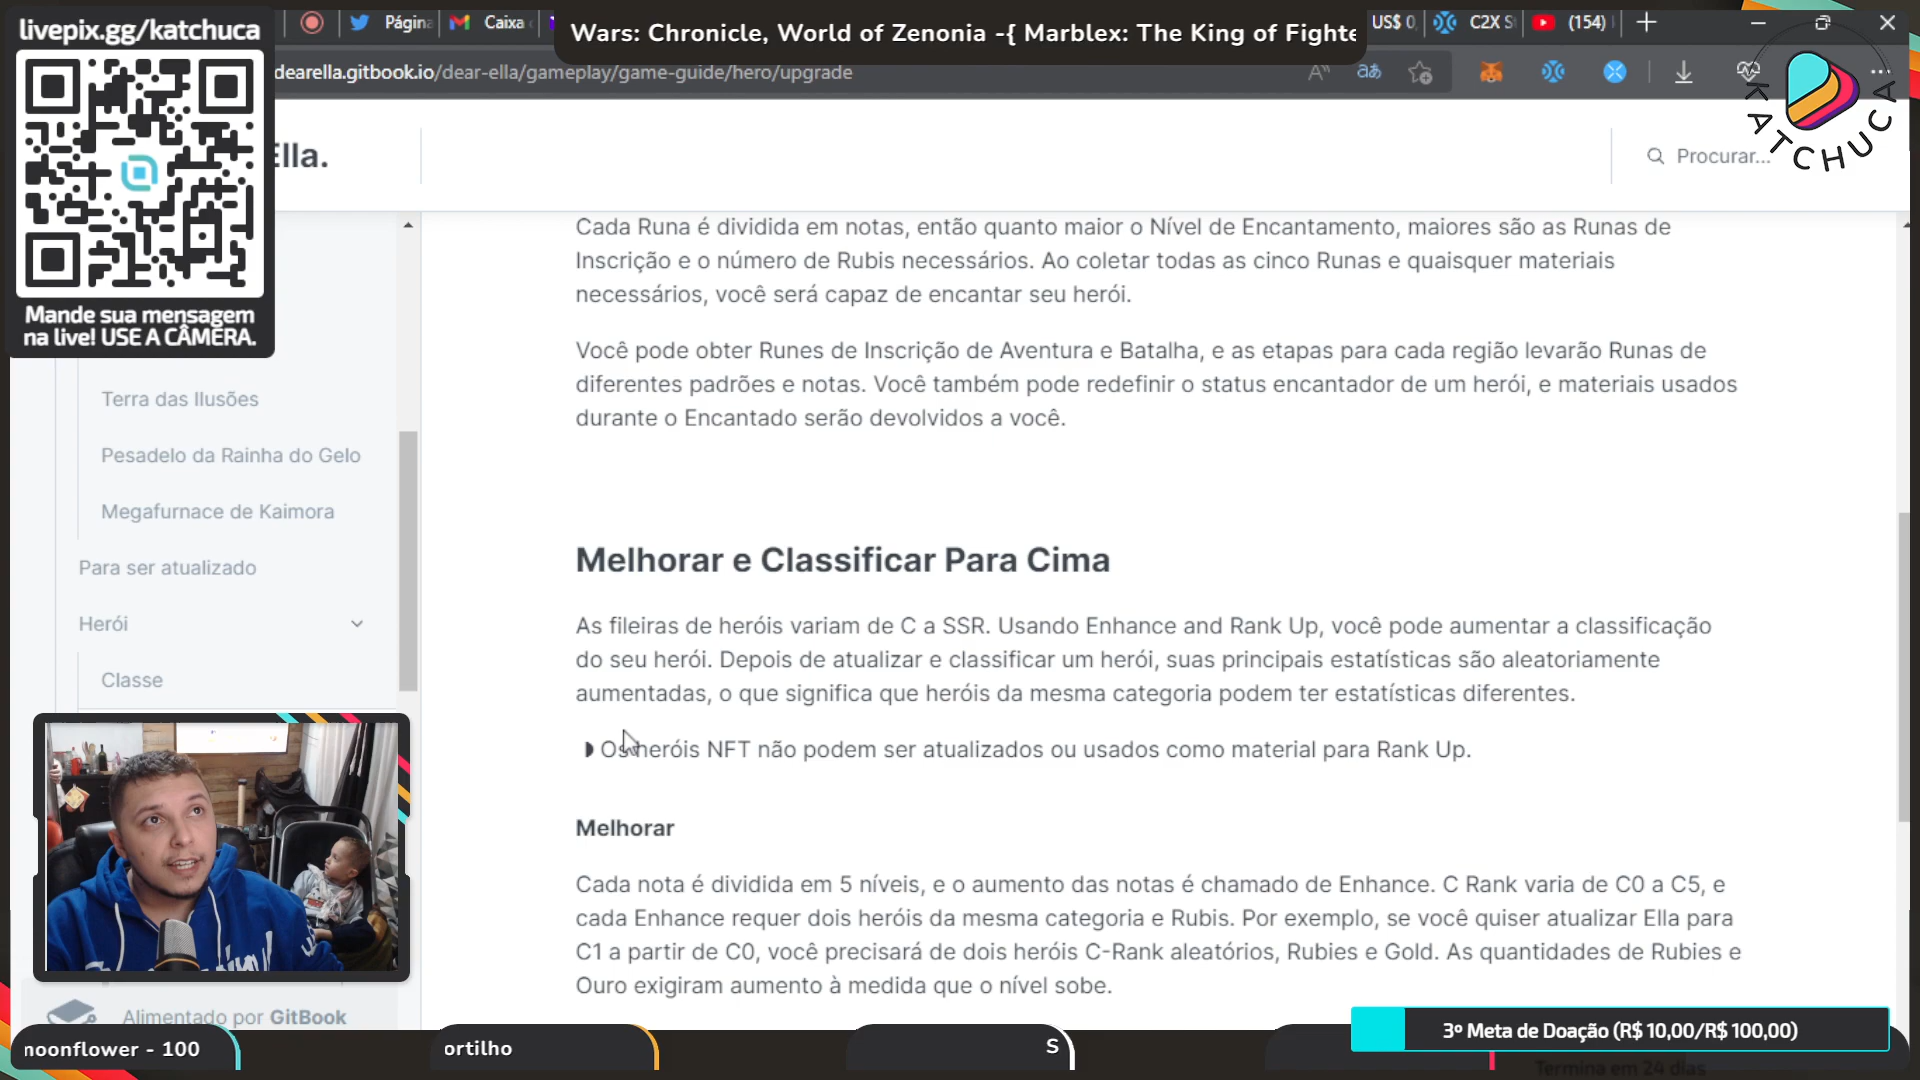 livepix.gg/katchuca
Mande sua mensagem
na live! USE A CÂMERA.
Págin
Caixa
Wars: Chronicle, World of Zenonia -{ Marblex: The King of Fighte
US$ 0
C2X S
(154)
dearella.gitbook.io/dear-ella/gameplay/game-guide/hero/upgrade
KATCHUCA
Ella.
Procurar...
Terra das Ilusões
Pesadelo da Rainha do Gelo
Megafurnace de Kaimora
Para ser atualizado
Herói
Classe
Alimentado por GitBook
Cada Runa é dividida em notas, então quanto maior o Nível de Encantamento, maiores são as Runas de
Inscrição e o número de Rubis necessários. Ao coletar todas as cinco Runas e quaisquer materiais
necessários, você será capaz de encantar seu herói.
Você pode obter Runes de Inscrição de Aventura e Batalha, e as etapas para cada região levarão Runas de
diferentes padrões e notas. Você também pode redefinir o status encantador de um herói, e materiais usados
durante o Encantado serão devolvidos a você.
Melhorar e Classificar Para Cima
As fileiras de heróis variam de C a SSR. Usando Enhance and Rank Up, você pode aumentar a classificação
do seu herói. Depois de atualizar e classificar um herói, suas principais estatísticas são aleatoriamente
aumentadas, o que significa que heróis da mesma categoria podem ter estatísticas diferentes.
Os heróis NFT não podem ser atualizados ou usados como material para Rank Up.
Melhorar
Cada nota é dividida em 5 níveis, e o aumento das notas é chamado de Enhance. C Rank varia de C0 a C5, e
cada Enhance requer dois heróis da mesma categoria e Rubis. Por exemplo, se você quiser atualizar Ella para
C1 a partir de C0, você precisará de dois heróis C-Rank aleatórios, Rubies e Gold. As quantidades de Rubies e
Ouro exigiram aumento à medida que o nível sobe.
3º Meta de Doação (R$ 10,00/R$ 100,00)
Termina em 24 dias
moonflower - 100
ortilho
S